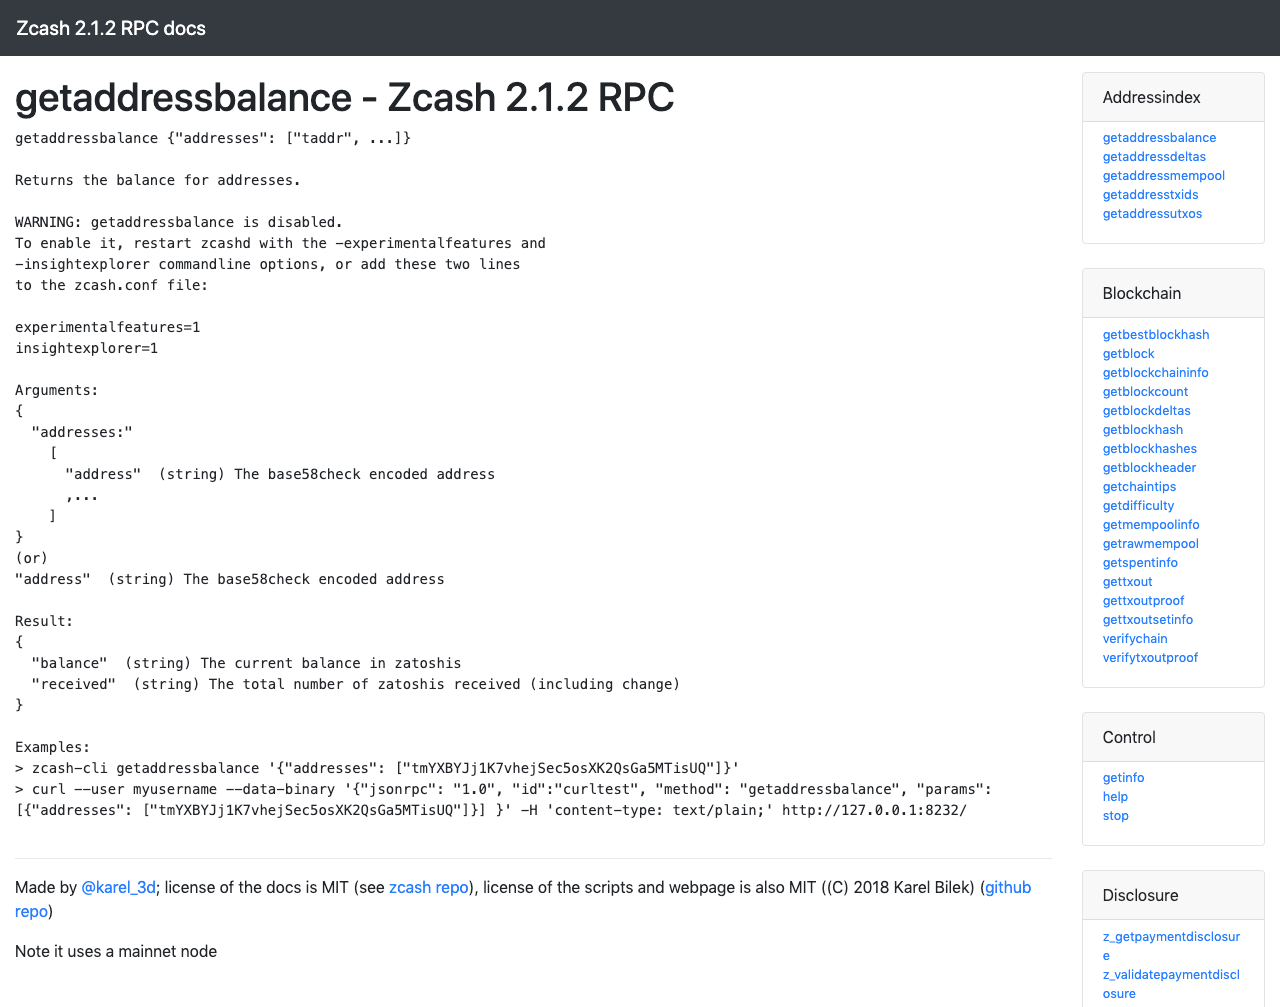 Zcash 2.1.2 RPC docs
getaddressbalance - Zcash 2.1.2 RPC
getaddressbalance {"addresses": ["taddr", ...]}
Returns the balance for addresses.
WARNING: getaddressbalance is disabled.
To enable it, restart zcashd with the -experimentalfeatures and
-insightexplorer commandline options, or add these two lines
to the zcash.conf file:
experimentalfeatures=1
insightexplorer=1
Arguments:
{
  "addresses:"
    [
      "address"  (string) The base58check encoded address
      ,...
    ]
}
(or)
"address"  (string) The base58check encoded address
Result:
{
  "balance"  (string) The current balance in zatoshis
  "received"  (string) The total number of zatoshis received (including change)
}
Examples:
> zcash-cli getaddressbalance '{"addresses": ["tmYXBYJj1K7vhejSec5osXK2QsGa5MTisUQ"]}'
> curl --user myusername --data-binary '{"jsonrpc": "1.0", "id":"curltest", "method": "getaddressbalance", "params":
[{"addresses": ["tmYXBYJj1K7vhejSec5osXK2QsGa5MTisUQ"]}] }' -H 'content-type: text/plain;' http://127.0.0.1:8232/
Made by @karel_3d; license of the docs is MIT (see zcash repo), license of the scripts and webpage is also MIT ((C) 2018 Karel Bilek) (github
repo)
Note it uses a mainnet node
Addressindex
getaddressbalance
getaddressdeltas
getaddressmempool
getaddresstxids
getaddressutxos
Blockchain
getbestblockhash
getblock
getblockchaininfo
getblockcount
getblockdeltas
getblockhash
getblockhashes
getblockheader
getchaintips
getdifficulty
getmempoolinfo
getrawmempool
getspentinfo
gettxout
gettxoutproof
gettxoutsetinfo
verifychain
verifytxoutproof
Control
getinfo
help
stop
Disclosure
z_getpaymentdisclosur
e
z_validatepaymentdiscl
osure